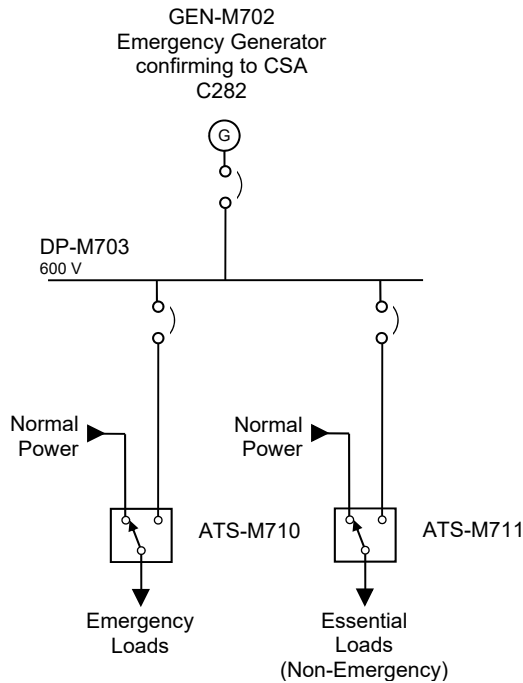 GEN-M702
Emergency Generator
confirming to CSA
C282
G
DP-M703
600 V
Normal
Power
Normal
Power
ATS-M710
ATS-M711
Emergency
Loads
Essential
Loads
(Non-Emergency)